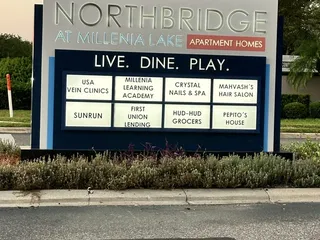 NORTHBRIDGE
AT MILLENIA LAKE APARTMENT HOMES
LIVE. DINE. PLAY.
USA
VEIN CLINICS
MILLENIA
LEARNING
ACADEMY
CRYSTAL
NAILS & SPA
MAHVASH'S
HAIR SALON
SUNRUN
FIRST
UNION
LENDING
HUD-HUD
GROCERS
PEPITO'S
HOUSE